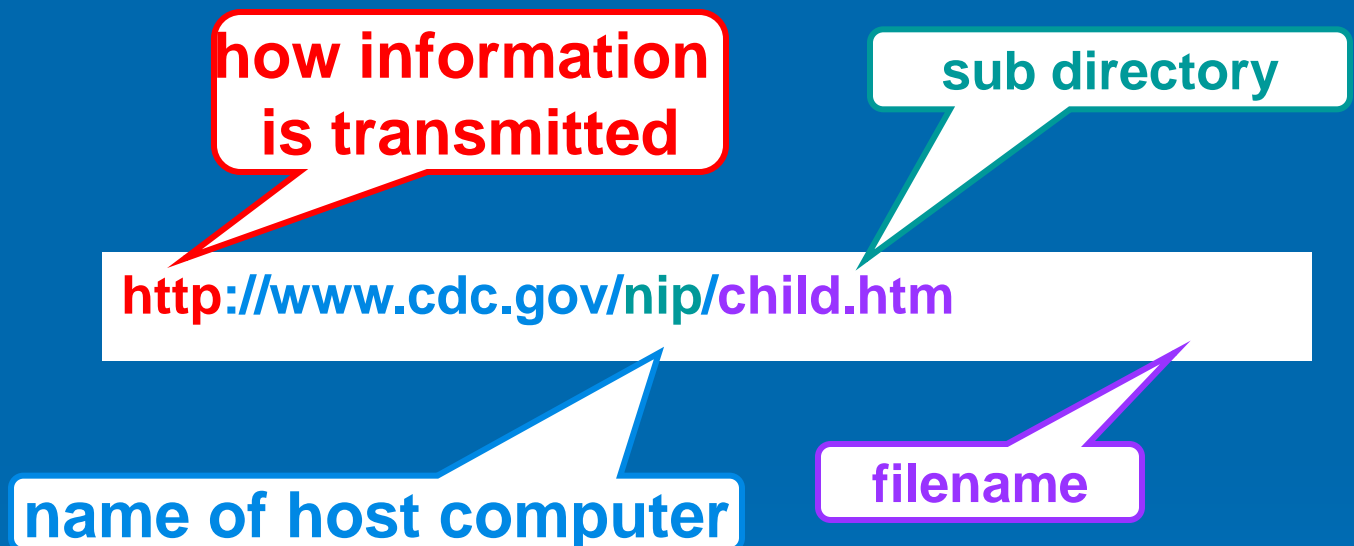 how information
is transmitted
sub directory
http://www.cdc.gov/nip/child.htm
name of host computer
filename